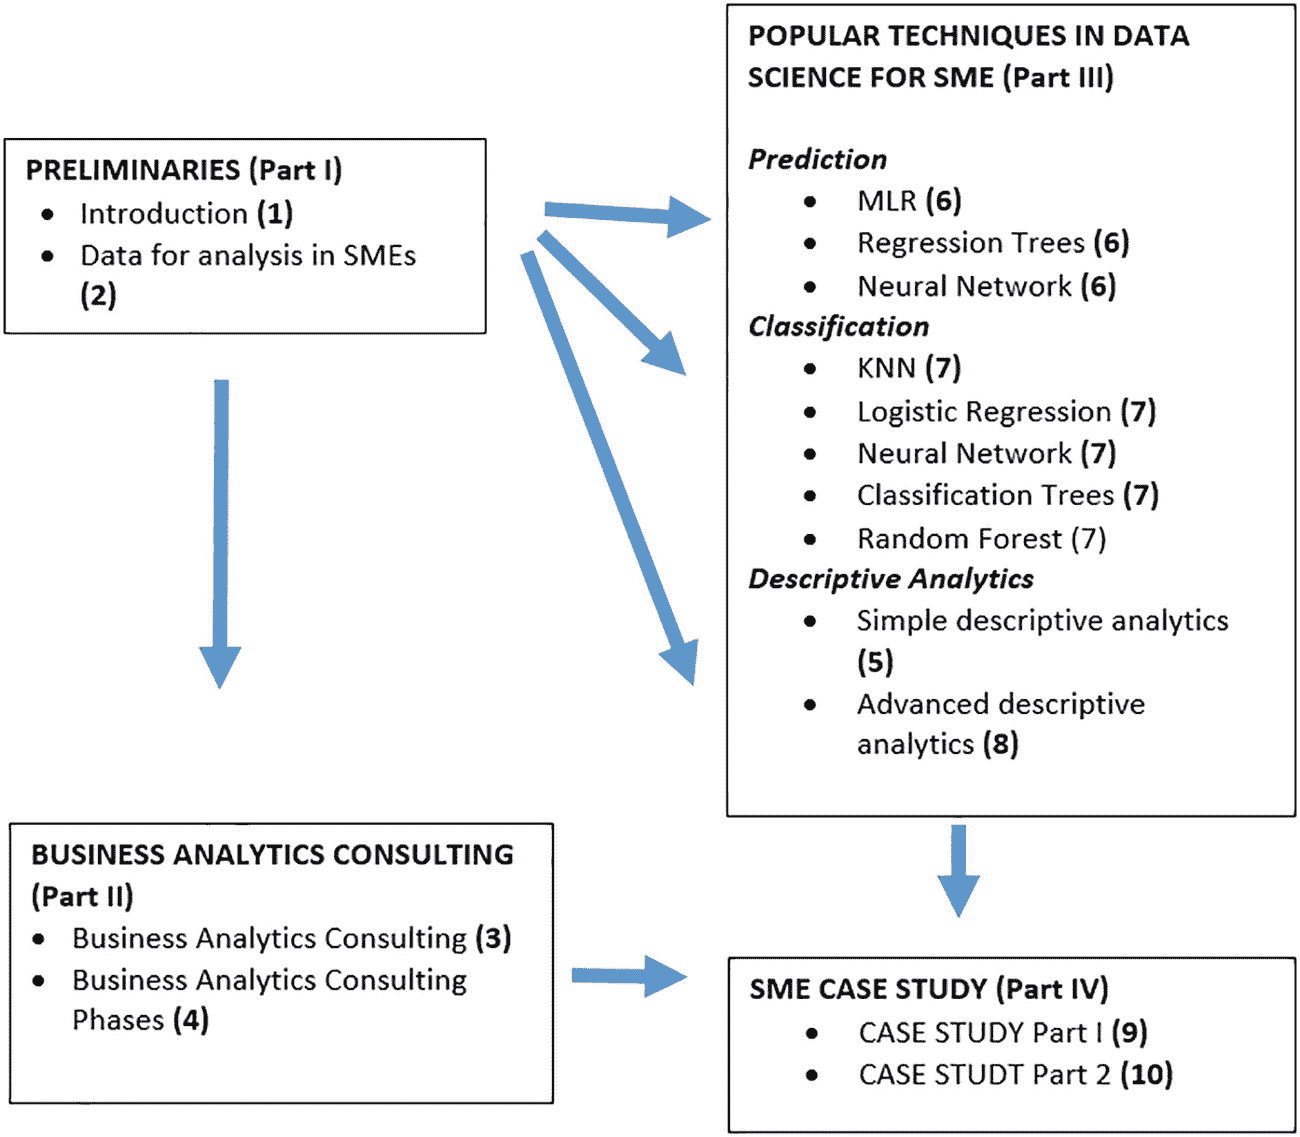 PRELIMINARIES (Part I)
• Introduction (1)
• Data for analysis in SMEs
(2)
POPULAR TECHNIQUES IN DATA
SCIENCE FOR SME (Part III)
Prediction
• MLR (6)
• Regression Trees (6)
• Neural Network (6)
Classification
• KNN (7)
• Logistic Regression (7)
• Neural Network (7)
• Classification Trees (7)
• Random Forest (7)
Descriptive Analytics
• Simple descriptive analytics
(5)
• Advanced descriptive
analytics (8)
BUSINESS ANALYTICS CONSULTING
(Part II)
• Business Analytics Consulting (3)
• Business Analytics Consulting
Phases (4)
SME CASE STUDY (Part IV)
• CASE STUDY Part I (9)
• CASE STUDT Part 2 (10)